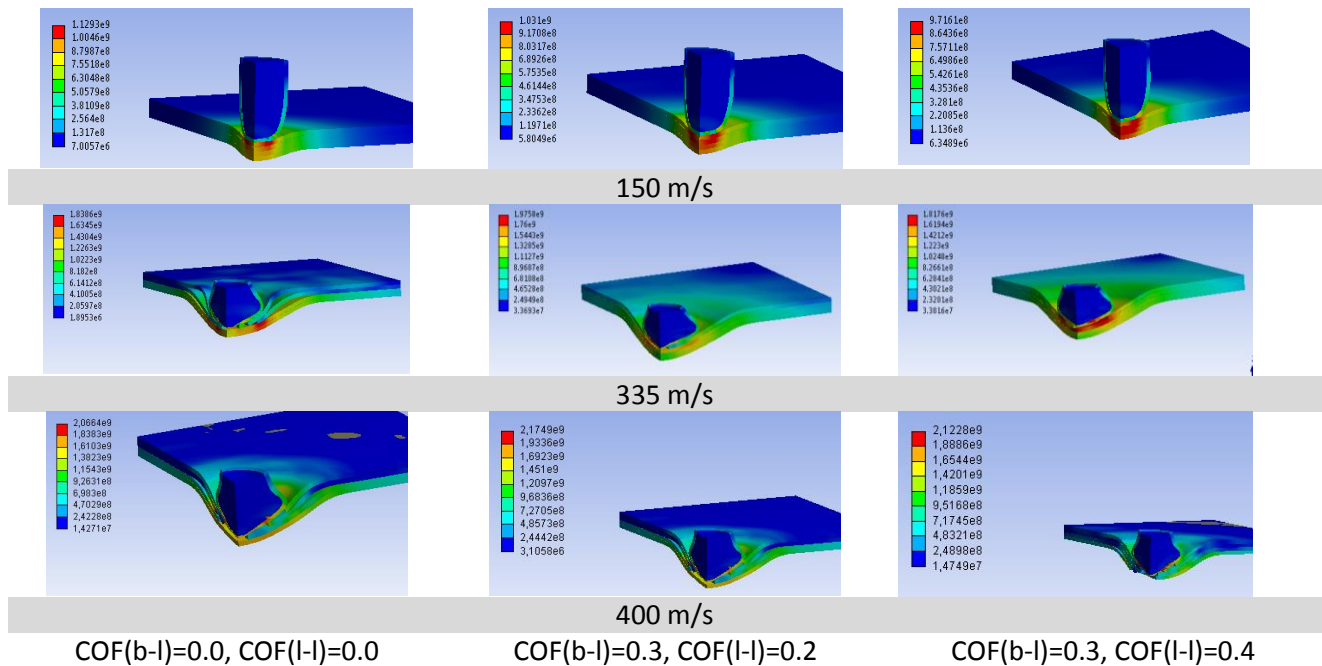 1.1293e9
1.0046e9
8.7987e8
7.5518e8
6.3048e8
5.0579e8
3.8109e8
2.564e8
1.317e8
7.0057e6
1.031e9
9.1708e8
8.0317e8
6.8926e8
5.7535e8
4.6144e8
3.4753e8
2.3362e8
1.1971e8
5.8049e6
9.7161e8
8.6436e8
7.5711e8
6.4986e8
5.4261e8
4.3536e8
3.281e8
2.2085e8
1.136e8
6.3489e6
150 m/s
1.8386e9
1.6345e9
1.4304e9
1.2263e9
1.0223e9
8.182e8
6.1412e8
4.1005e8
2.0597e8
1.8953e6
1.9758e9
1.76e9
1.5443e9
1.3285e9
1.1127e9
8.9687e8
6.8108e8
4.6528e8
2.4949e8
3.3693e7
1.8176e9
1.6194e9
1.4212e9
1.223e9
1.0248e9
8.2661e8
6.2841e8
4.3021e8
2.3201e8
3.3816e7
335 m/s
2,0664e9
1,8383e9
1,6103e9
1,3823e9
1,1543e9
9,2631e8
6,983e8
4,7029e8
2,4228e8
1,4271e7
2,1749e9
1,9336e9
1,6923e9
1,451e9
1,2097e9
9,6836e8
7,2705e8
4,8573e8
2,4442e8
3,1058e6
2,1228e9
1,8886e9
1,6544e9
1,4201e9
1,1859e9
9,5168e8
7,1745e8
4,8321e8
2,4898e8
1,4749e7
400 m/s
COF(b-l)=0.0, COF(l-l)=0.0
COF(b-l)=0.3, COF(l-l)=0.2
COF(b-l)=0.3, COF(l-l)=0.4